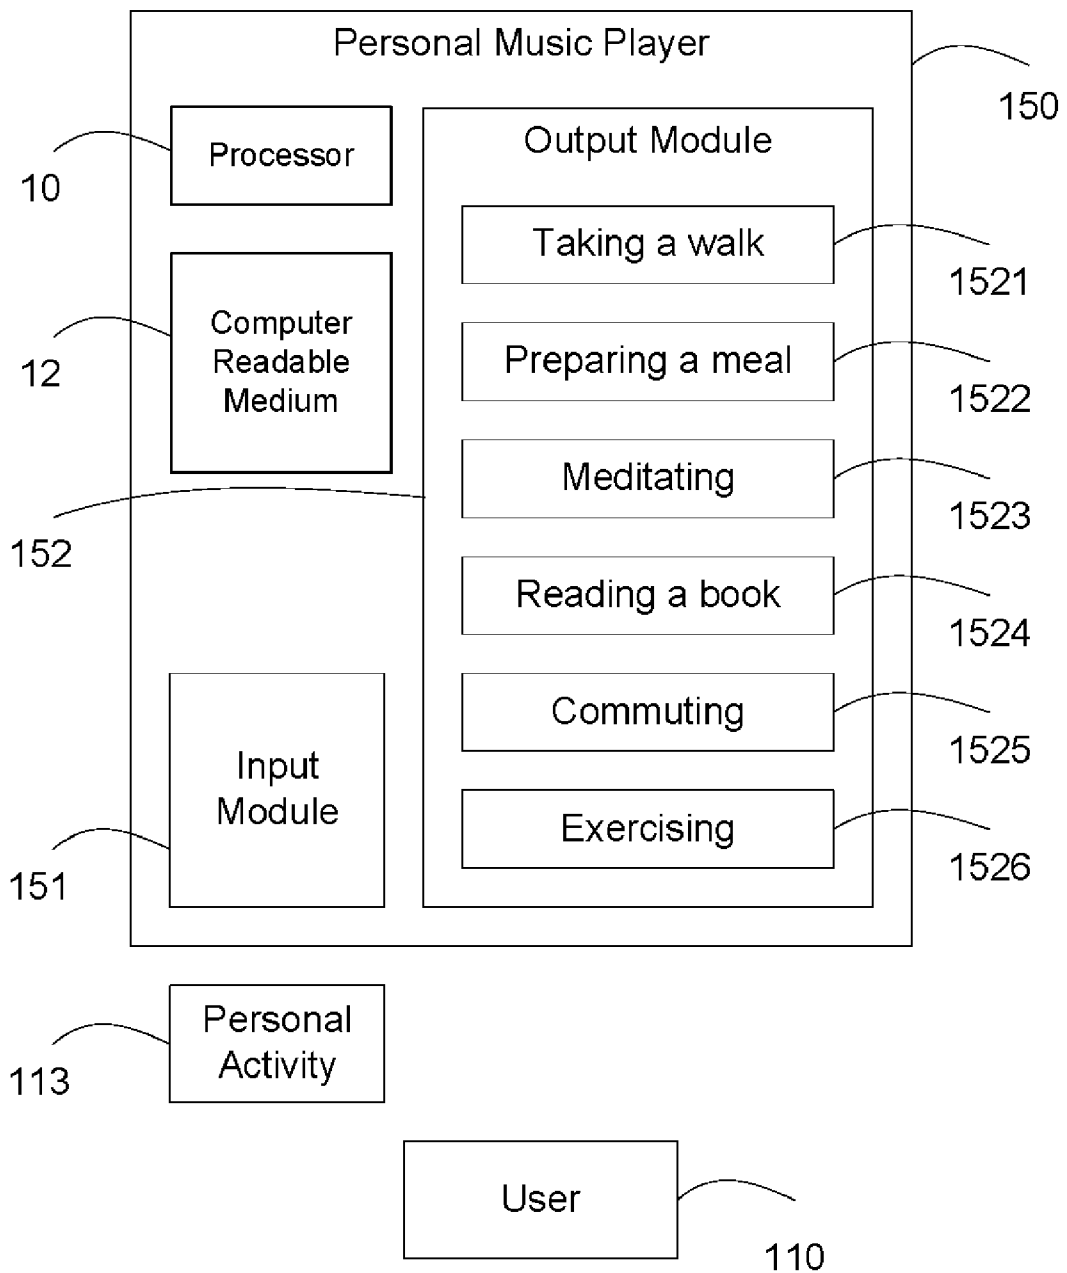 Personal Music Player
150
Processor
10
Output Module
Taking a walk
1521
Computer
Readable
Medium
12
Preparing a meal
1522
Meditating
1523
152
Reading a book
1524
Commuting
1525
Input
Module
151
Exercising
1526
Personal
Activity
113
User
110